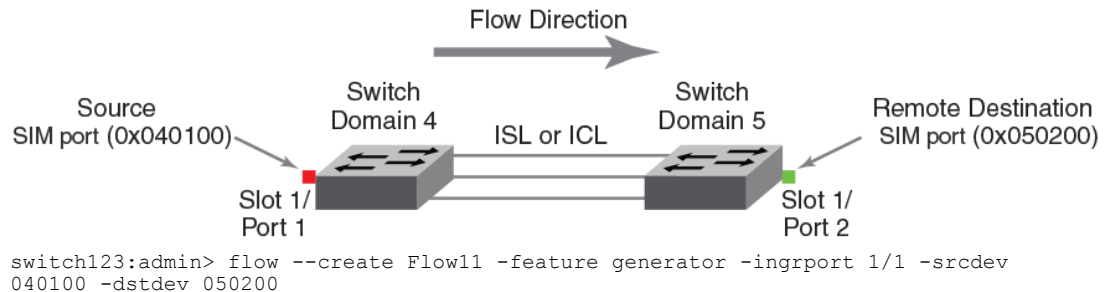 Flow Direction
Source
SIM port (0x040100)
Switch
Domain 4
ISL or ICL
Switch
Domain 5
Remote Destination
SIM port (0x050200)
Slot 1/
Port 1
Slot 1/
Port 2
switch123:admin> flow --create Flow11 -feature generator -ingrport 1/1 -srcdev
040100 -dstdev 050200